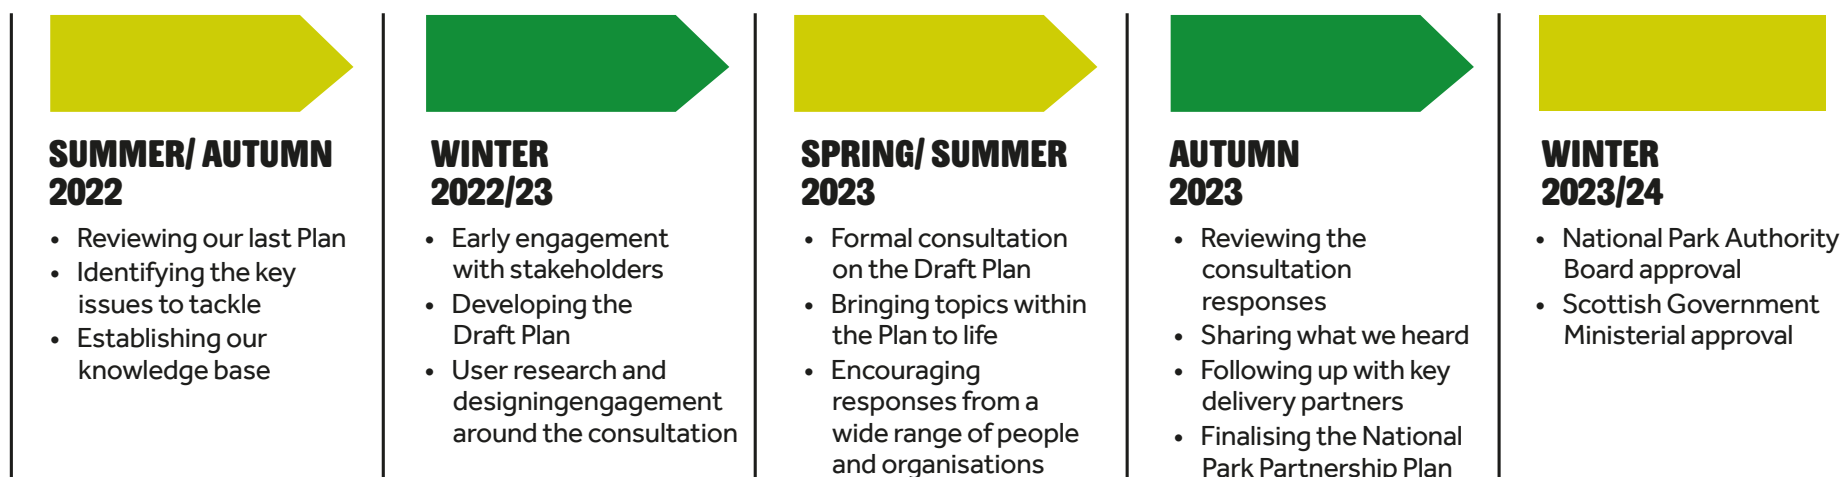 SUMMER/ AUTUMN
2022
• Reviewing our last Plan
• Identifying the key
issues to tackle
• Establishing our
knowledge base
WINTER
2022/23
• Early engagement
with stakeholders
• Developing the
Draft Plan
• User research and
designingengagement
around the consultation
SPRING/ SUMMER
2023
• Formal consultation
on the Draft Plan
• Bringing topics within
the Plan to life
• Encouraging
responses from a
wide range of people
and organisations
AUTUMN
2023
• Reviewing the
consultation
responses
• Sharing what we heard
• Following up with key
delivery partners
• Finalising the National
Park Partnership Plan
WINTER
2023/24
• National Park Authority
Board approval
• Scottish Government
Ministerial approval